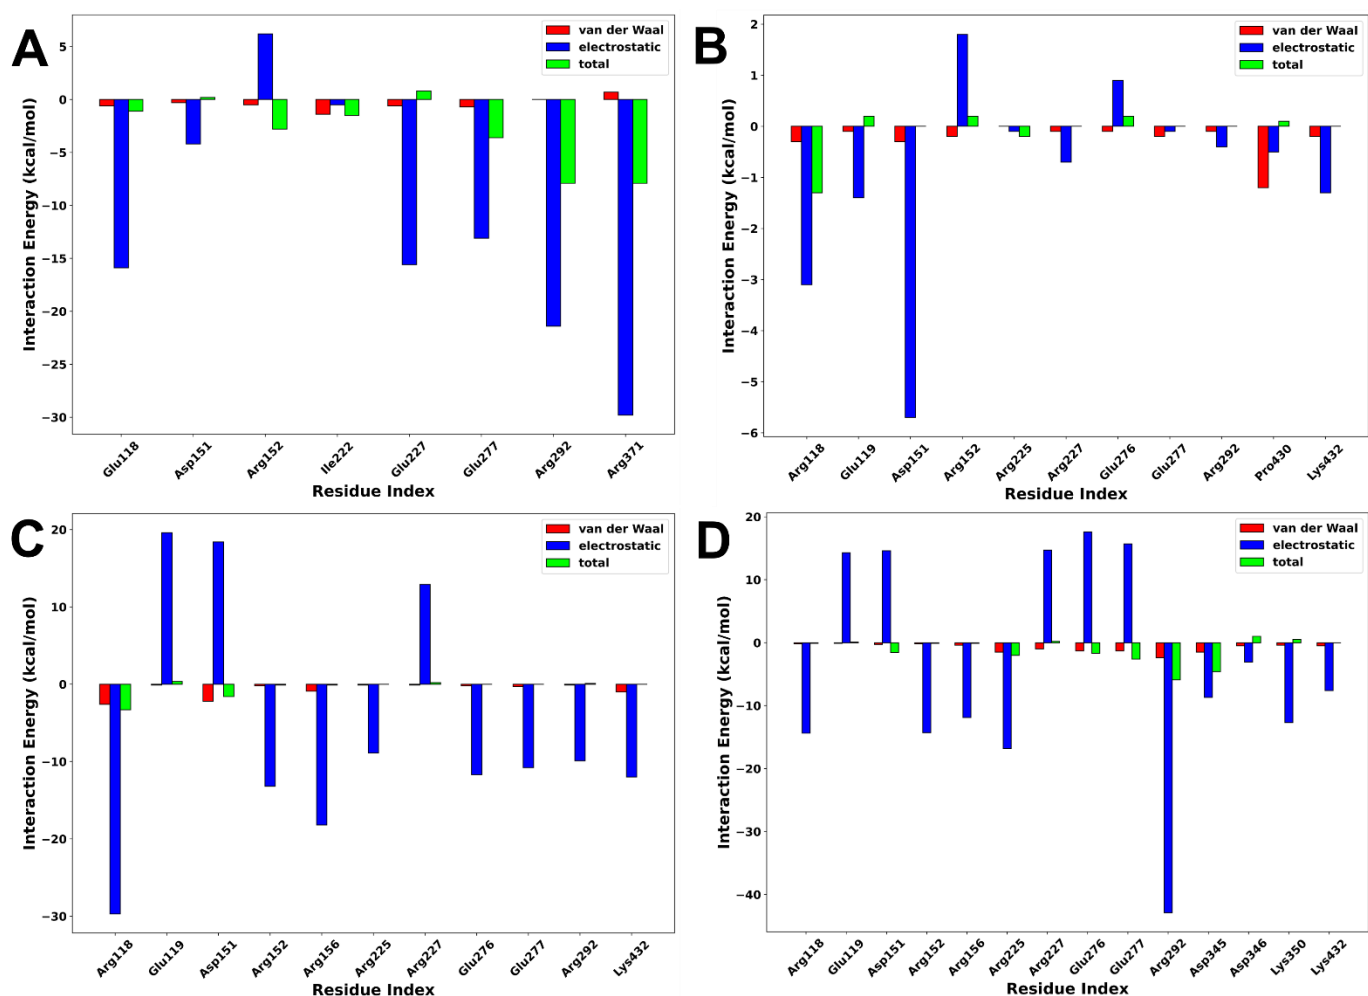 A
van der Waal
electrostatic
total
Interaction Energy (kcal/mol)
5
0
−5
−10
−15
−20
−25
−30
Glu118
Asp151
Arg152
Ile222
Glu227
Glu277
Arg292
Arg371
Residue Index
B
van der Waal
electrostatic
total
Interaction Energy (kcal/mol)
2
1
0
−1
−2
−3
−4
−5
−6
Arg118
Glu119
Asp151
Arg152
Arg225
Arg227
Glu276
Glu277
Arg292
Pro430
Lys432
Residue Index
C
van der Waal
electrostatic
total
Interaction Energy (kcal/mol)
20
10
0
−10
−20
−30
Arg118
Glu119
Asp151
Arg152
Arg156
Arg225
Arg227
Glu276
Glu277
Arg292
Lys432
Residue Index
D
van der Waal
electrostatic
total
Interaction Energy (kcal/mol)
20
10
0
−10
−20
−30
−40
Arg118
Glu119
Asp151
Arg152
Arg156
Arg225
Arg227
Glu276
Glu277
Arg292
Asp345
Asp346
Lys350
Lys432
Residue Index